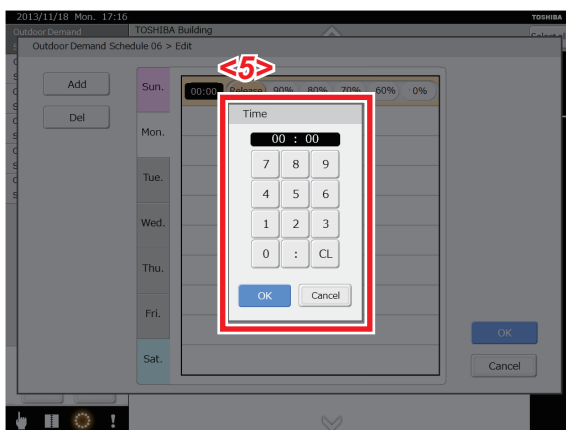 2013/11/18 Mon. 17:16
TOSHIBA
Outdoor Demand
TOSHIBA Building
Outdoor Demand Schedule 06 > Edit
<5>
Add
Del
Sun.
Mon.
Tue.
Wed.
Thu.
Fri.
Sat.
00:00 Release 90% 80% 70% 60% 0%
Time
00 : 00
7 8 9
4 5 6
1 2 3
0 : CL
OK Cancel
OK
Cancel
!